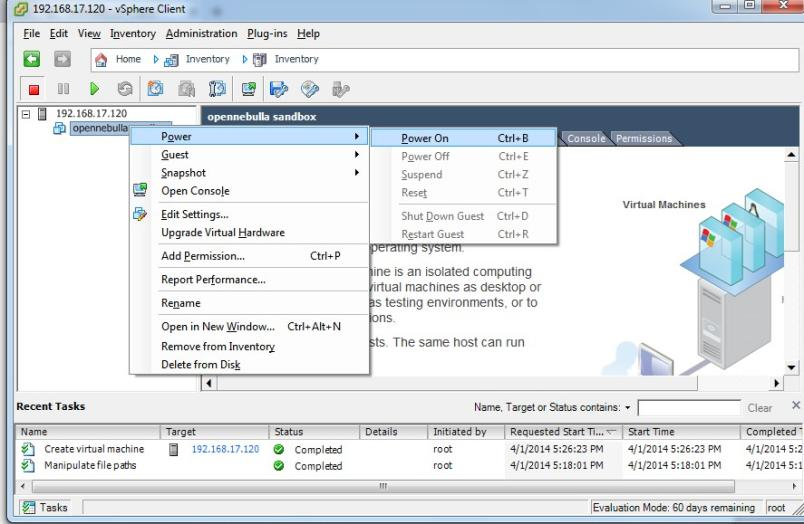 192.168.17.120 - vSphere Client
File Edit View Inventory Administration Plug-ins Help
Home Inventory Inventory
192.168.17.120
opennebulla
opennebulla sandbox
Console Permissions
Power
Guest
Snapshot
Open Console
Edit Settings...
Upgrade Virtual Hardware
Add Permission... Ctrl+P
Report Performance...
Rename
Open in New Window... Ctrl+Alt+N
Remove from Inventory
Delete from Disk
Power On Ctrl+B
Power Off Ctrl+E
Suspend Ctrl+Z
Reset Ctrl+T
Shut Down Guest Ctrl+D
Restart Guest Ctrl+R
Virtual Machines
operating system.
is an isolated computing
virtual machines as desktop or
as testing environments, or to
The same host can run
Recent Tasks
Name, Target or Status contains: Clear
Name Target Status Details Initiated by Requested Start Ti... Start Time Completed
Create virtual machine 192.168.17.120 Completed root 4/1/2014 5:26:23 PM 4/1/2014 5:26:23 PM 4/1/2014 5:2
Manipulate file paths Completed root 4/1/2014 5:18:01 PM 4/1/2014 5:18:01 PM 4/1/2014 5:1
Tasks
Evaluation Mode: 60 days remaining root